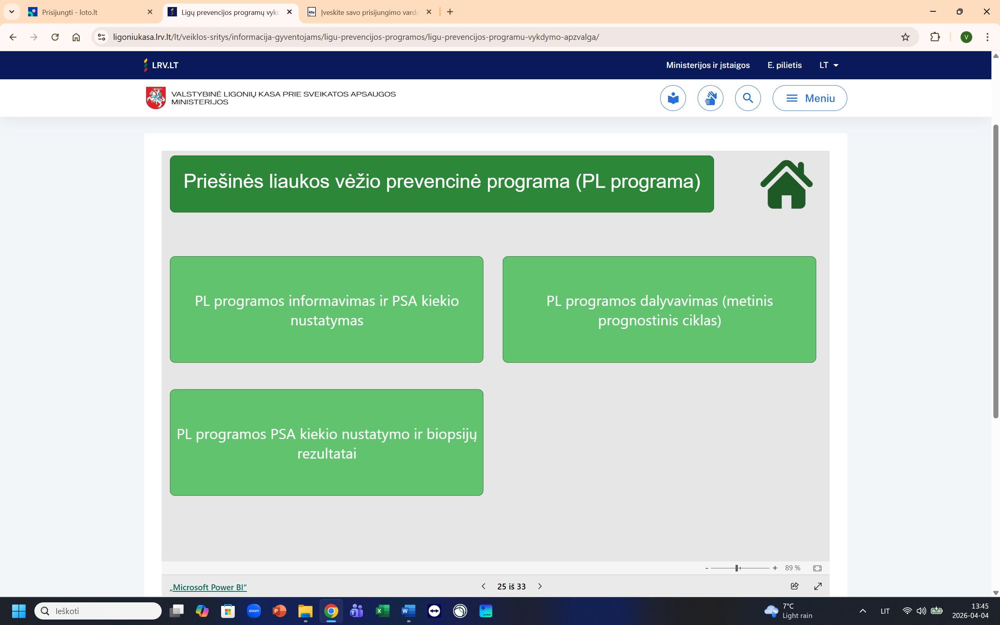 Prisijungti - loto.lt
Ligų prevencijos programų vykd
Įveskite savo prisijungimo vardą
ligoniukasa.lrv.lt/lt/veiklos-sritys/informacija-gyventojams/ligu-prevencijos-programos/ligu-prevencijos-programu-vykdymo-apzvalga/
V
LRV.LT
Ministerijos ir įstaigos
E. pilietis
LT
VALSTYBINĖ LIGONIŲ KASA PRIE SVEIKATOS APSAUGOS
MINISTERIJOS
Meniu
Priešinės liaukos vėžio prevencinė programa (PL programa)
PL programos informavimas ir PSA kiekio
nustatymas
PL programos dalyvavimas (metinis
prognostinis ciklas)
PL programos PSA kiekio nustatymo ir biopsijų
rezultatai
- + 89 %
„Microsoft Power BI“
25 iš 33
Ieškoti
zoom
P
T
X
W
7°C
Light rain
LIT
13:45
2026-04-04